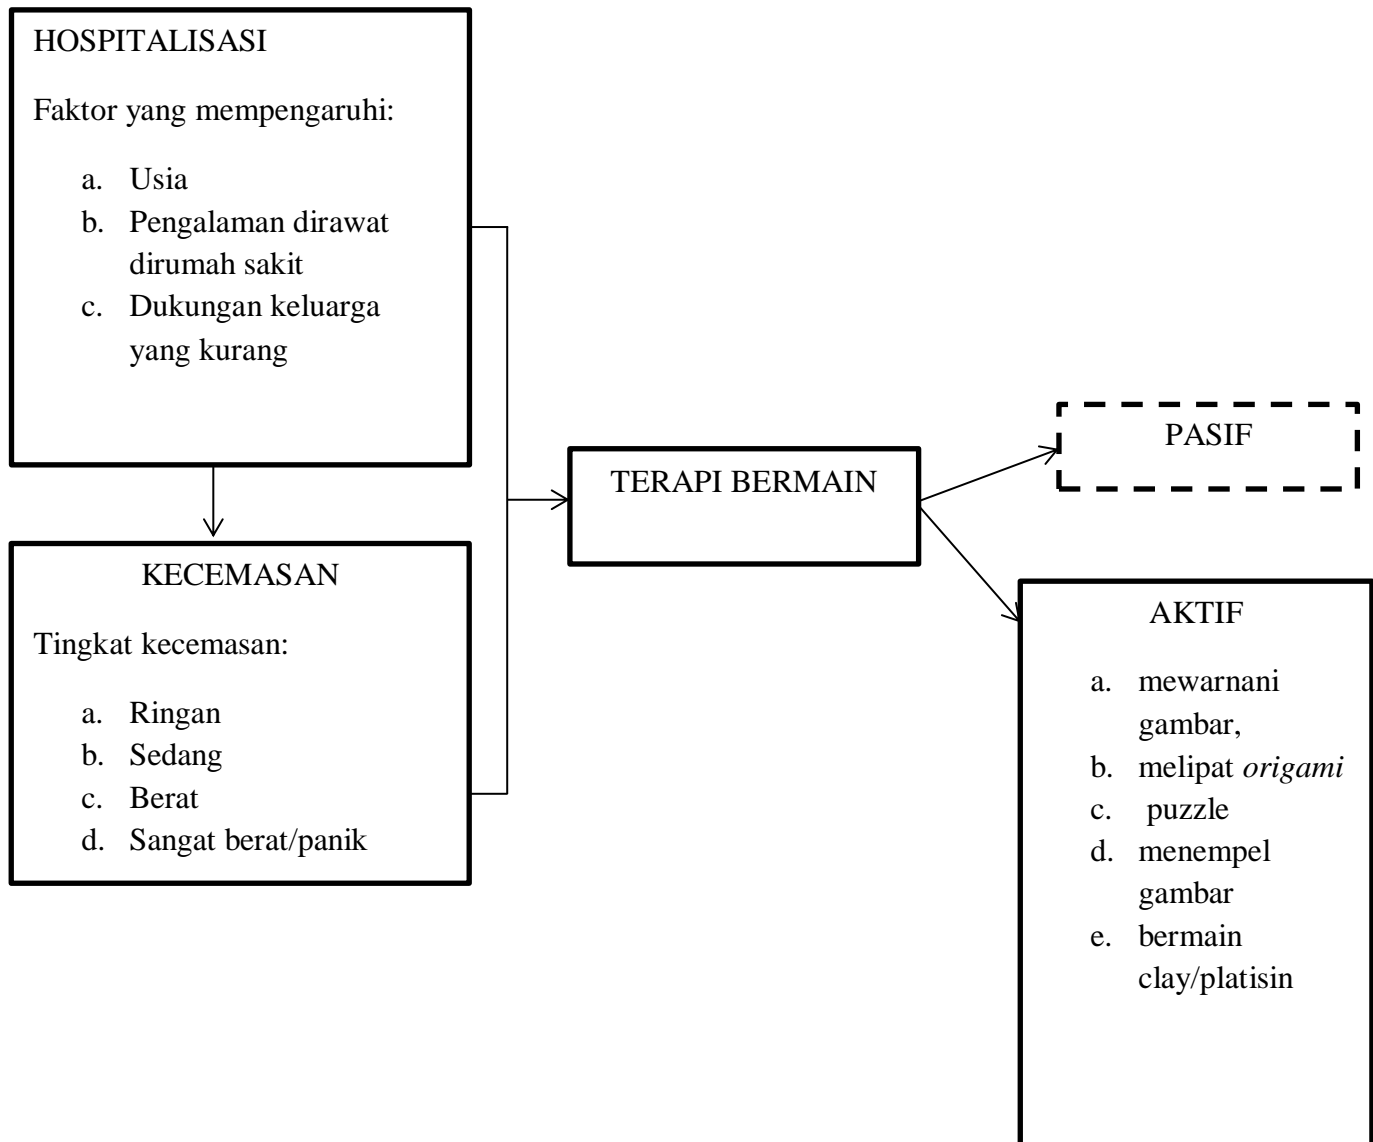 HOSPITALISASI
Faktor yang mempengaruhi:
a. Usia
b. Pengalaman dirawat
dirumah sakit
c. Dukungan keluarga
yang kurang
KECEMASAN
Tingkat kecemasan:
a. Ringan
b. Sedang
c. Berat
d. Sangat berat/panik
TERAPI BERMAIN
PASIF
AKTIF
a. mewarnani
gambar,
b. melipat origami
c. puzzle
d. menempel
gambar
e. bermain
clay/platisin